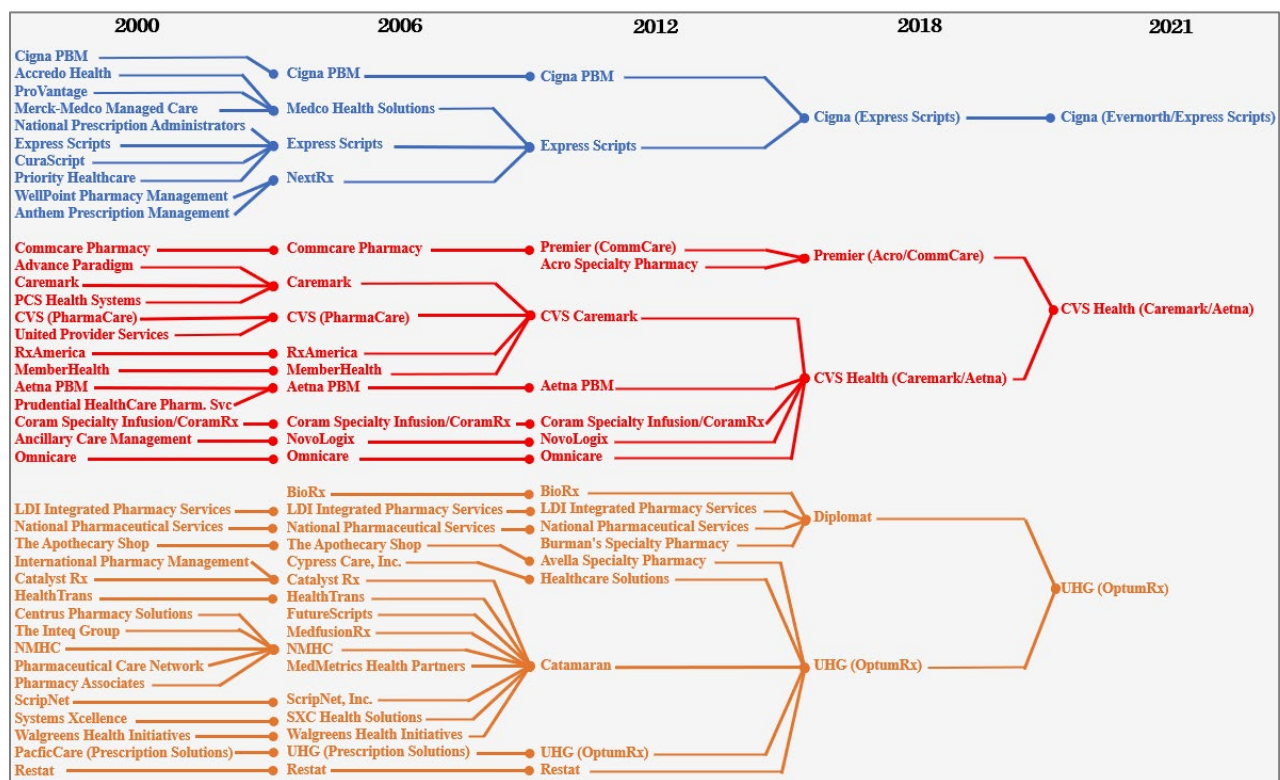 2000 2006 2012 2018 2021
Cigna PBM
Accredo Health Cigna PBM Cigna PBM
ProVantage
Merck-Medco Managed Care Medco Health Solutions
National Prescription Administrators Cigna (Express Scripts) Cigna (Evernorth/Express Scripts)
Express Scripts Express Scripts Express Scripts
CuraScript
Priority Healthcare NextRx
WellPoint Pharmacy Management
Anthem Prescription Management
Commcare Pharmacy Commcare Pharmacy Premier (CommCare)
Advance Paradigm Acro Specialty Pharmacy Premier (Acro/CommCare)
Caremark Caremark
PCS Health Systems
CVS (PharmaCare) CVS (PharmaCare) CVS Caremark CVS Health (Caremark/Aetna)
United Provider Services
RxAmerica RxAmerica
MemberHealth MemberHealth
Aetna PBM Aetna PBM Aetna PBM CVS Health (Caremark/Aetna)
Prudential HealthCare Pharm. Svc
Coram Specialty Infusion/CoramRx Coram Specialty Infusion/CoramRx Coram Specialty Infusion/CoramRx
Ancillary Care Management NovoLogix NovoLogix
Omnicare Omnicare Omnicare
BioRx BioRx
LDI Integrated Pharmacy Services LDI Integrated Pharmacy Services LDI Integrated Pharmacy Services
National Pharmaceutical Services National Pharmaceutical Services National Pharmaceutical Services Diplomat
The Apothecary Shop The Apothecary Shop Burman's Specialty Pharmacy
International Pharmacy Management Cypress Care, Inc. Avella Specialty Pharmacy
Catalyst Rx Catalyst Rx Healthcare Solutions
HealthTrans HealthTrans UHG (OptumRx)
Centrus Pharmacy Solutions FutureScripts
The Inteq Group MedfusionRx
NMHC NMHC
Pharmaceutical Care Network MedMetrics Health Partners Catamaran UHG (OptumRx)
Pharmacy Associates
ScripNet ScripNet, Inc.
Systems Xcellence SXC Health Solutions
Walgreens Health Initiatives Walgreens Health Initiatives
PacficCare (Prescription Solutions) UHG (Prescription Solutions) UHG (OptumRx)
Restat Restat Restat